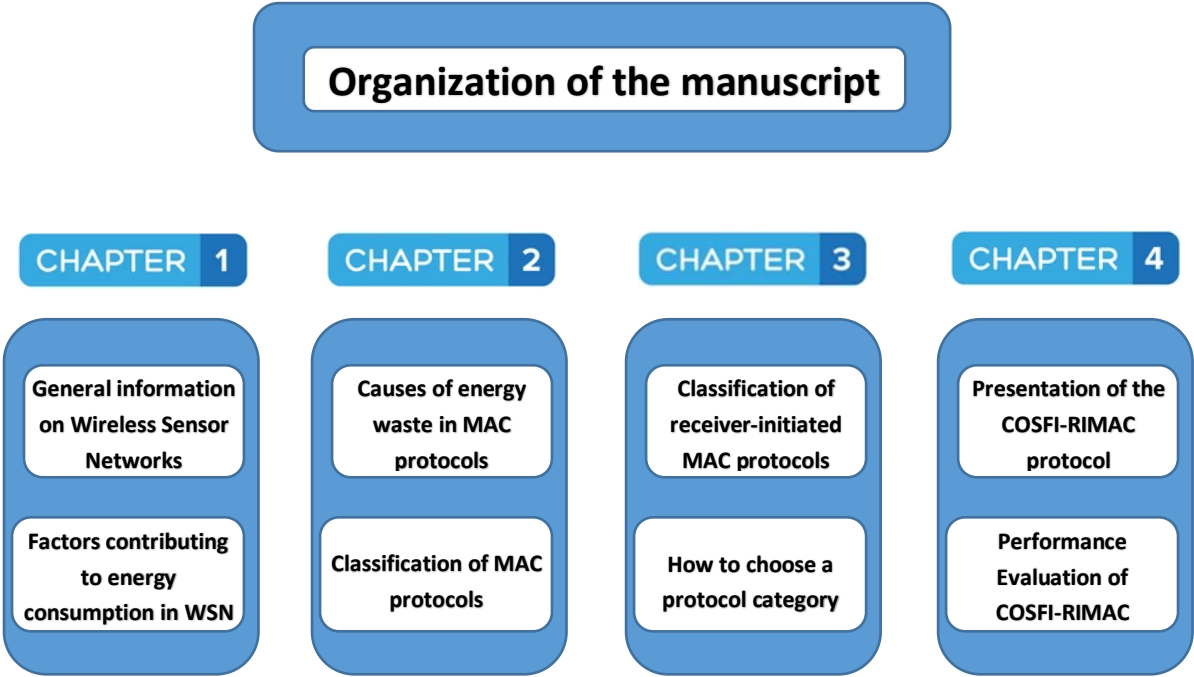 Organization of the manuscript
CHAPTER 1
General information
on Wireless Sensor
Networks
Factors contributing
to energy
consumption in WSN
CHAPTER 2
Causes of energy
waste in MAC
protocols
Classification of MAC
protocols
CHAPTER 3
Classification of
receiver-initiated
MAC protocols
How to choose a
protocol category
CHAPTER 4
Presentation of the
COSFI-RIMAC
protocol
Performance
Evaluation of
COSFI-RIMAC